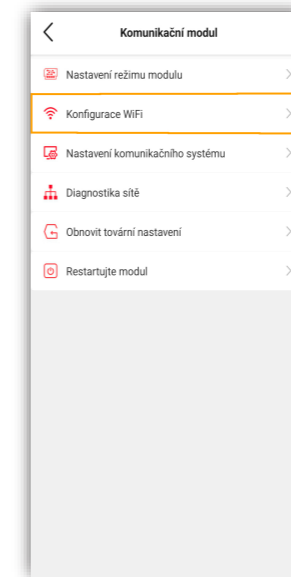 Komunikační modul
Nastavení režimu modulu
Konfigurace WiFi
Nastavení komunikačního systému
Diagnostika sítě
Obnovit tovární nastavení
Restartujte modul